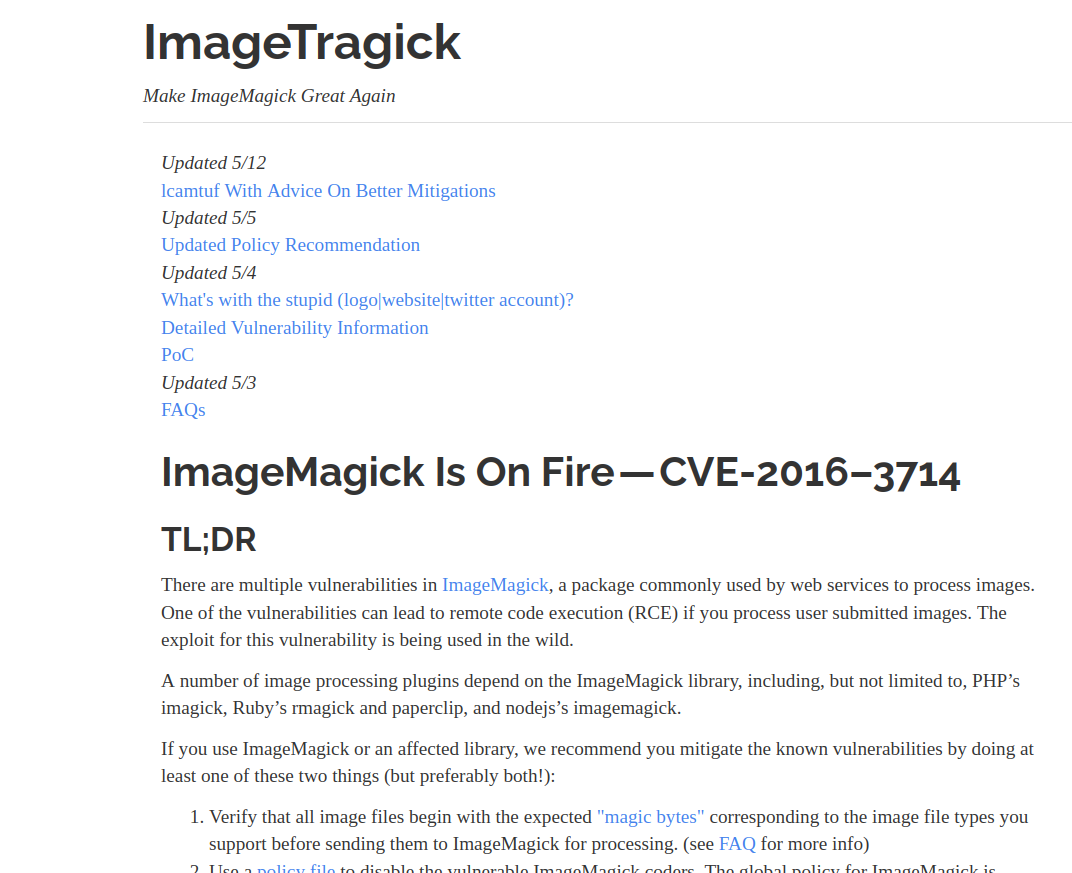 ImageTragick
Make ImageMagick Great Again
Updated 5/12
lcamtuf With Advice On Better Mitigations
Updated 5/5
Updated Policy Recommendation
Updated 5/4
What's with the stupid (logo|website|twitter account)?
Detailed Vulnerability Information
PoC
Updated 5/3
FAQs
ImageMagick Is On Fire — CVE-2016–3714
TL;DR
There are multiple vulnerabilities in ImageMagick, a package commonly used by web services to process images.
One of the vulnerabilities can lead to remote code execution (RCE) if you process user submitted images. The
exploit for this vulnerability is being used in the wild.
A number of image processing plugins depend on the ImageMagick library, including, but not limited to, PHP’s
imagick, Ruby’s rmagick and paperclip, and nodejs’s imagemagick.
If you use ImageMagick or an affected library, we recommend you mitigate the known vulnerabilities by doing at
least one of these two things (but preferably both!):
1. Verify that all image files begin with the expected "magic bytes" corresponding to the image file types you
support before sending them to ImageMagick for processing. (see FAQ for more info)
2. Use a policy file to disable the vulnerable ImageMagick coders. The global policy for ImageMagick is